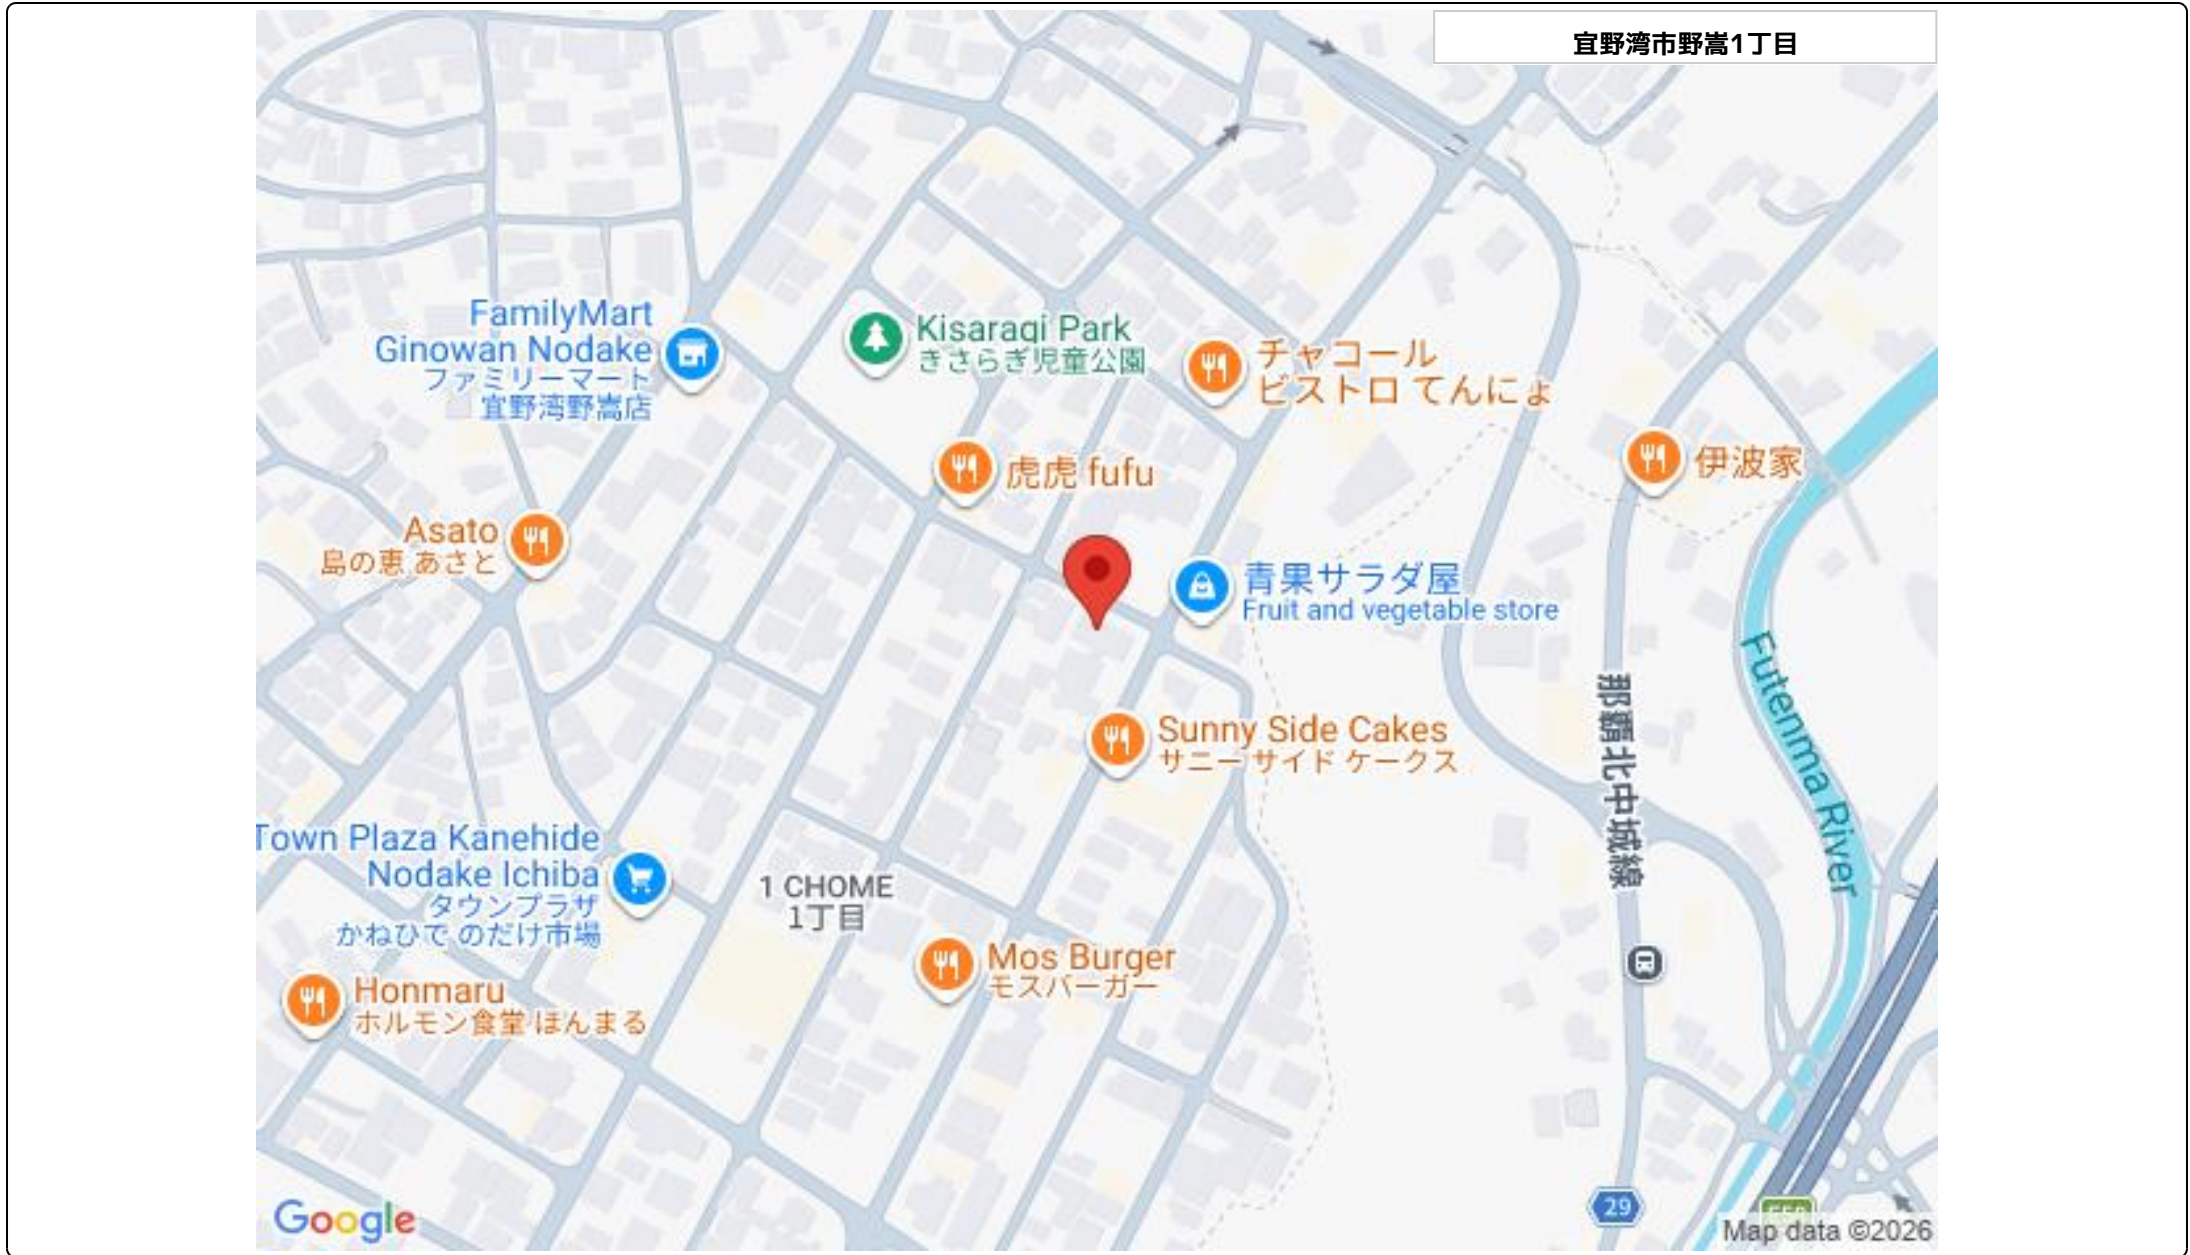 宜野湾市野嵩1丁目
FamilyMart
Ginowan Nodake
ファミリーマート
宜野湾野嵩店
Kisaragi Park
きさらぎ児童公園
チャコール
ビストロ てんにょ
虎虎 fufu
伊波家
Asato
島の恵 あさと
青果サラダ屋
Fruit and vegetable store
Futenma River
那覇北中城線
Sunny Side Cakes
サニー サイド ケークス
Town Plaza Kanehide
Nodake Ichiba
タウンプラザ
かねひで のだけ市場
1 CHOME
1丁目
Mos Burger
モスバーガー
Honmaru
ホルモン食堂 ほんまる
29
Google
Map data ©2026